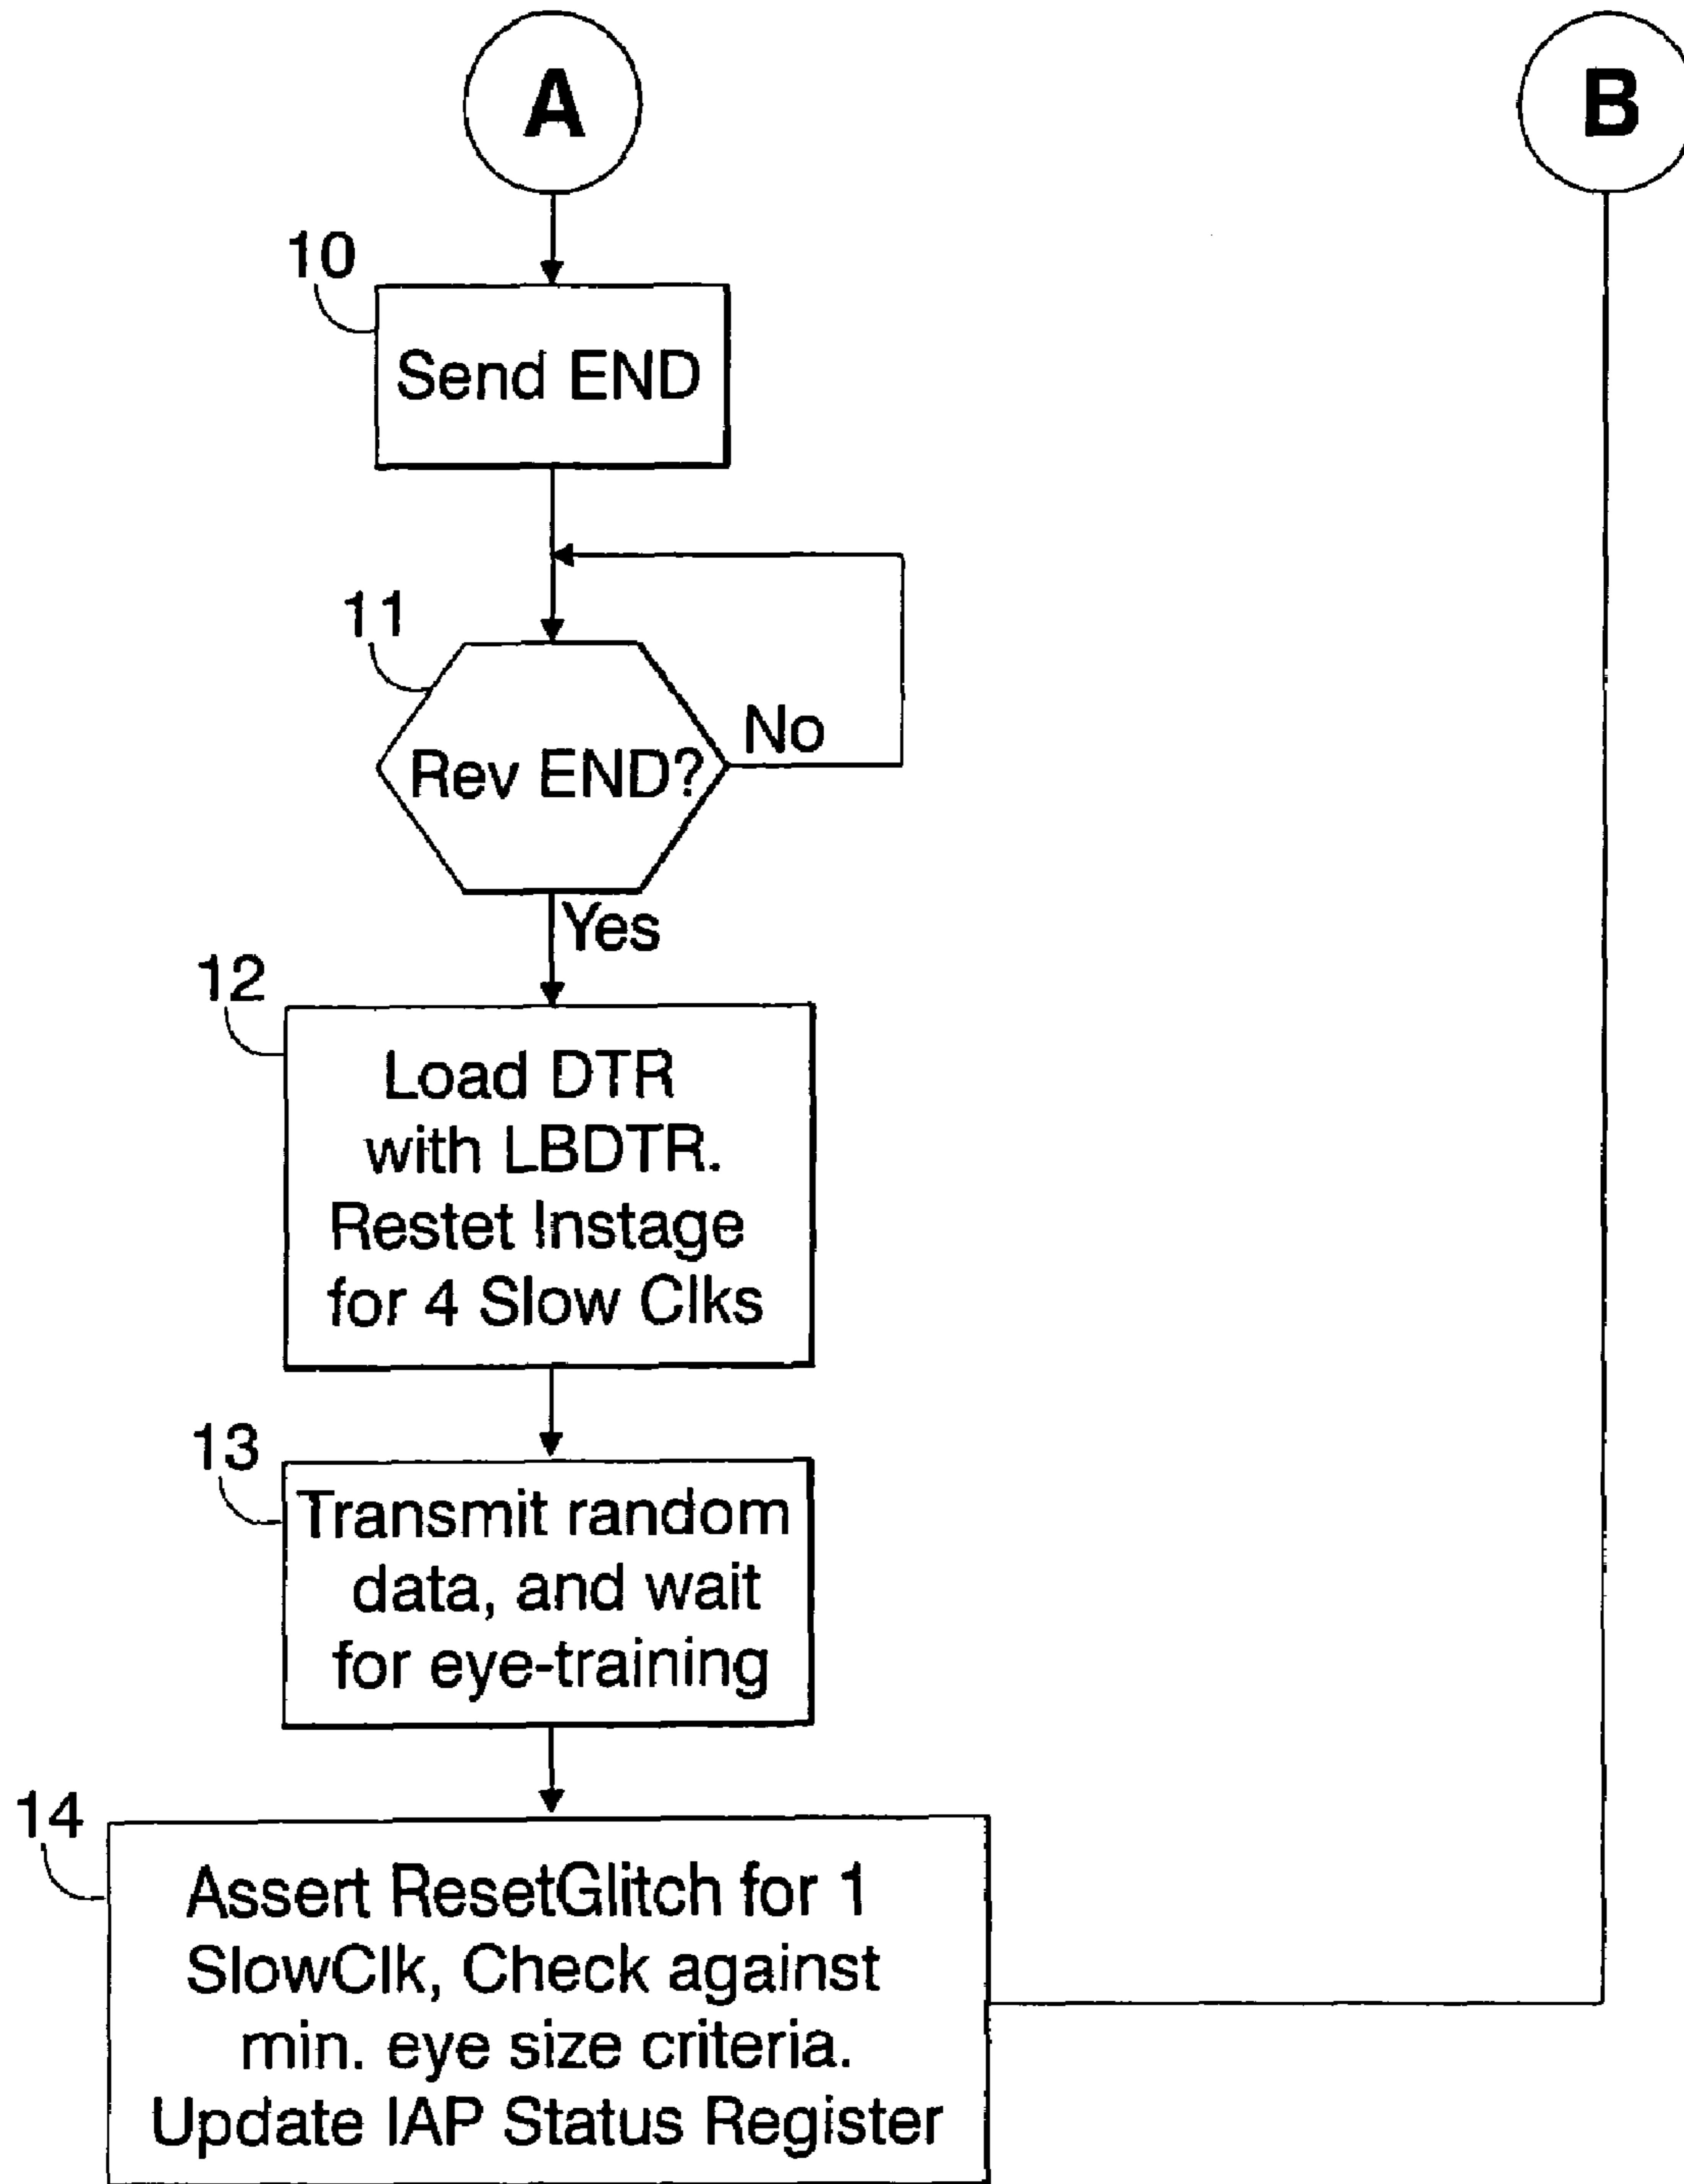 A
B
10
Send END
11
Rev END?
No
Yes
12
Load DTR
with LBDTR.
Restet Instage
for 4 Slow Clks
13
Transmit random
data, and wait
for eye-training
14
Assert ResetGlitch for 1
SlowClk, Check against
min. eye size criteria.
Update IAP Status Register